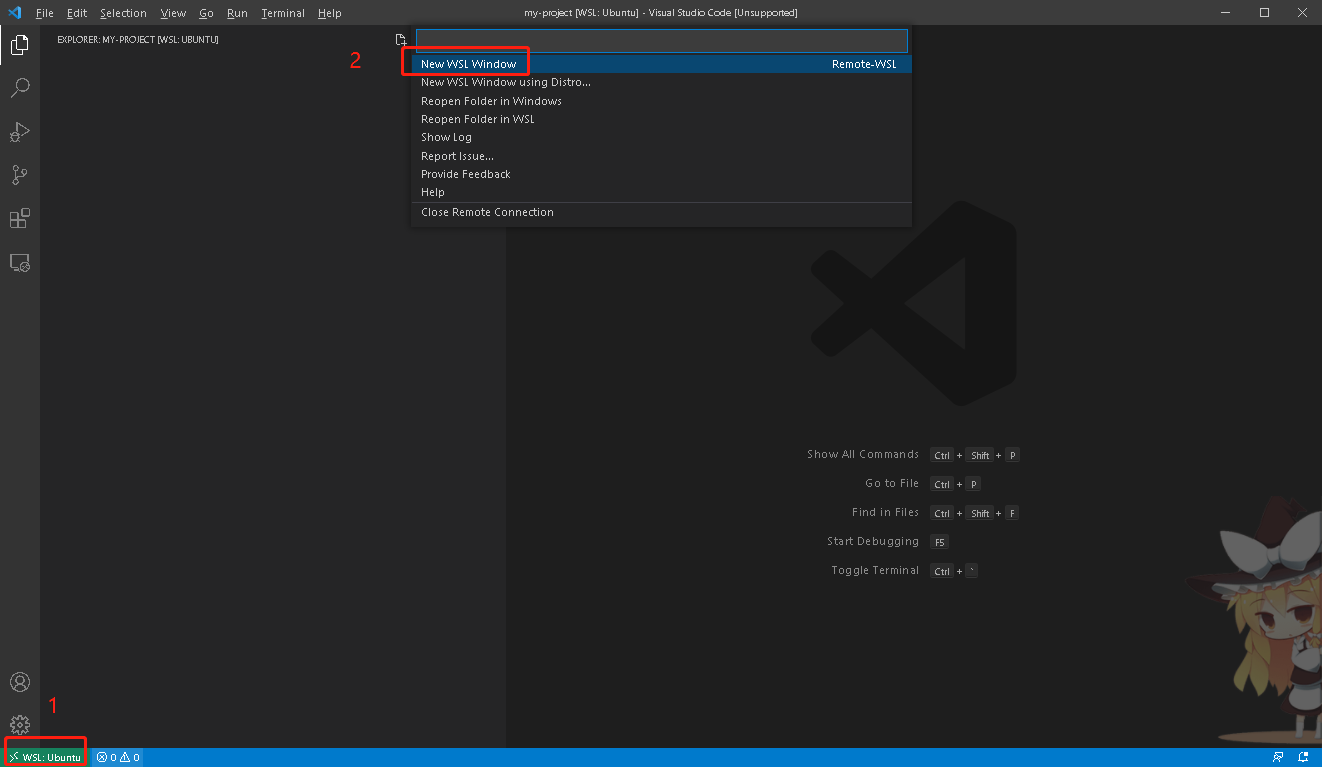 File Edit Selection View Go Run Terminal Help
my-project [WSL: Ubuntu] - Visual Studio Code [Unsupported]
EXPLORER: MY-PROJECT [WSL: UBUNTU]
2
New WSL Window Remote-WSL
New WSL Window using Distro...
Reopen Folder in Windows
Reopen Folder in WSL
Show Log
Report Issue...
Provide Feedback
Help
Close Remote Connection
Show All Commands Ctrl + Shift + P
Go to File Ctrl + P
Find in Files Ctrl + Shift + F
Start Debugging F5
Toggle Terminal Ctrl + `
1
WSL: Ubuntu 0 0